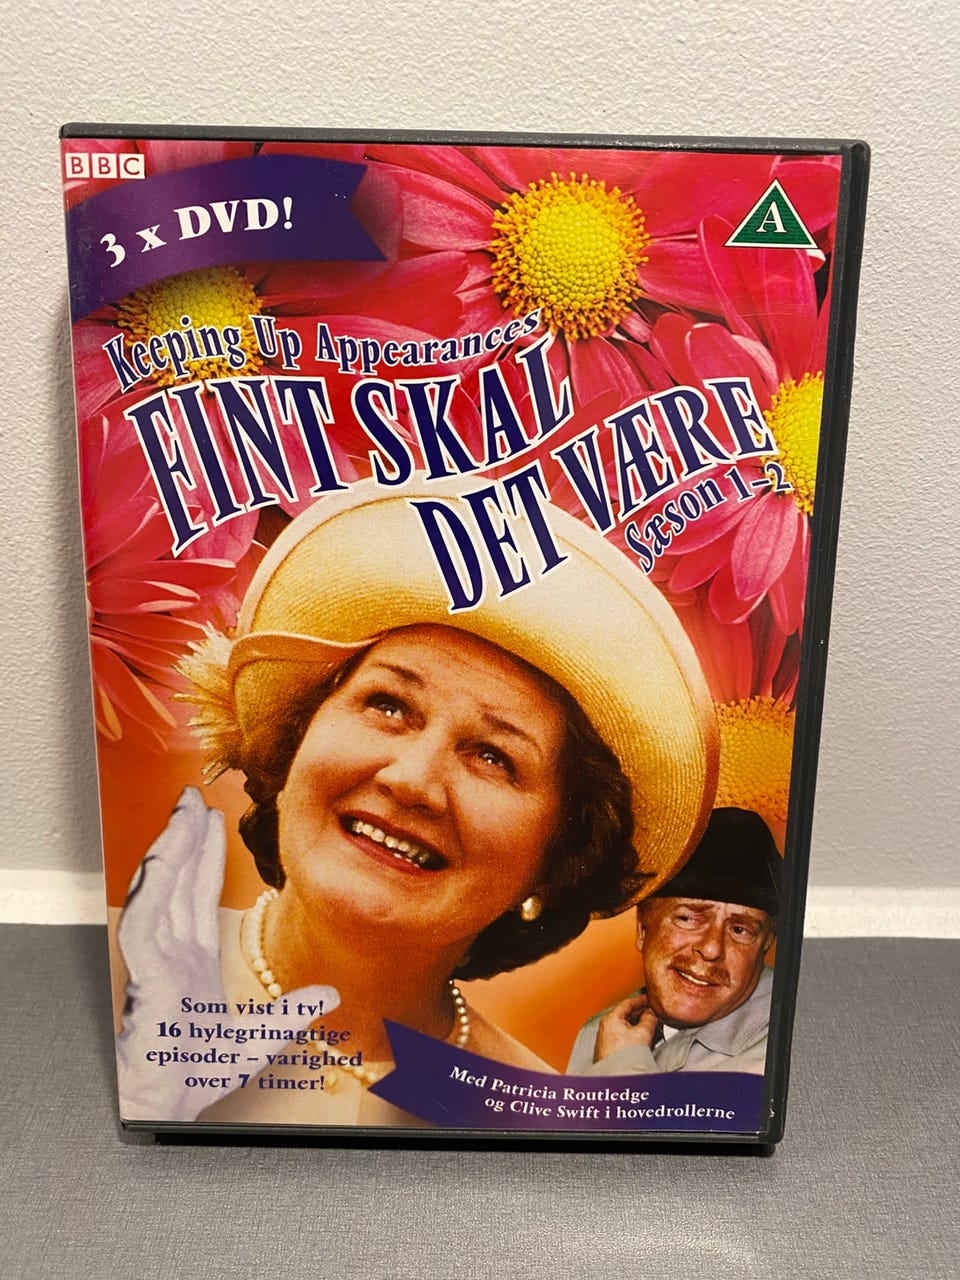 BBC
3 x DVD!
A
Keeping Up Appearances
FINT SKAL
DET VÆRE
Sæson 1-2
Som vist i tv!
16 hylegrinagtige
episoder - varighed
over 7 timer!
Med Patricia Routledge
og Clive Swift i hovedrollerne